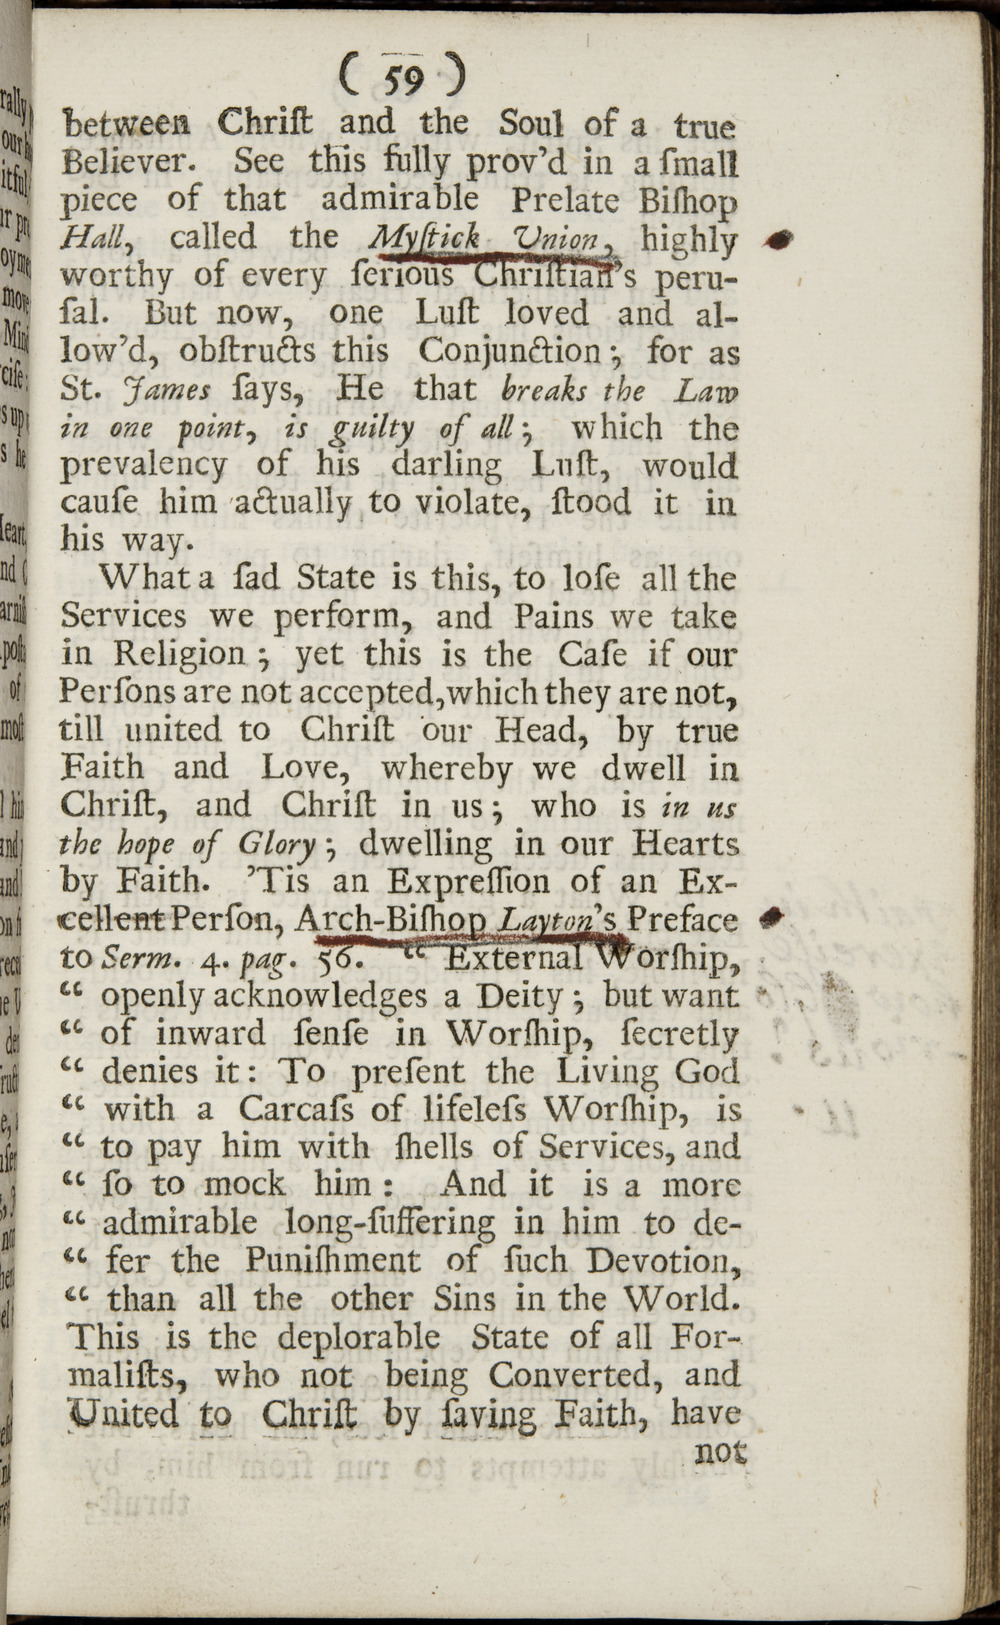 ( 59 )
between Chriſt and the Soul of a true
Believer. See this fully prov'd in a ſmall
piece of that admirable Prelate Biſhop
Hall, called the Myſtick Union, highly
worthy of every ſerious Chriſtian's peru-
ſal. But now, one Luſt loved and al-
low'd, obſtructs this Conjunction; for as
St. James ſays, He that breaks the Law
in one point, is guilty of all; which the
prevalency of his darling Luſt, would
cauſe him actually to violate, ſtood it in
his way.
What a ſad State is this, to loſe all the
Services we perform, and Pains we take
in Religion; yet this is the Caſe if our
Perſons are not accepted, which they are not,
till united to Chriſt our Head, by true
Faith and Love, whereby we dwell in
Chriſt, and Chriſt in us; who is in us
the hope of Glory; dwelling in our Hearts
by Faith. 'Tis an Expreſſion of an Ex-
cellent Perſon, Arch-Biſhop Layton's Preface
to Serm. 4. pag. 56. “ External Worſhip,
“ openly acknowledges a Deity; but want
“ of inward ſenſe in Worſhip, ſecretly
“ denies it: To preſent the Living God
“ with a Carcaſs of lifeleſs Worſhip, is
“ to pay him with ſhells of Services, and
“ ſo to mock him: And it is a more
“ admirable long-ſuffering in him to de-
“ fer the Puniſhment of ſuch Devotion,
“ than all the other Sins in the World.
This is the deplorable State of all For-
maliſts, who not being Converted, and
United to Chriſt by ſaving Faith, have
not